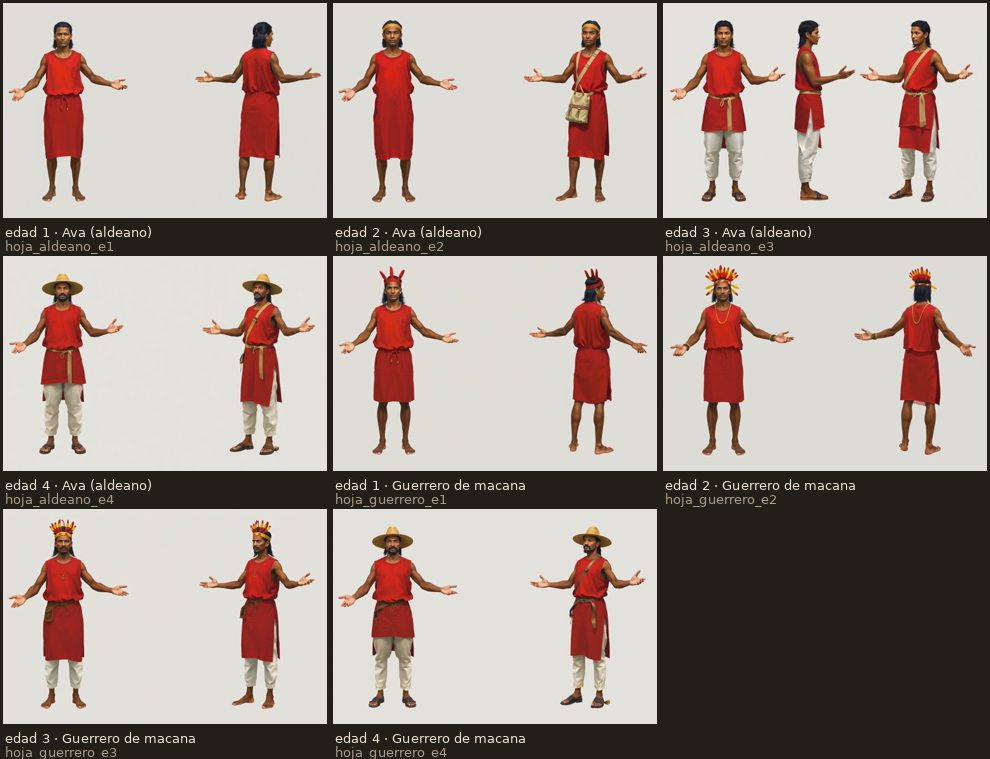 edad 1 · Ava (aldeano)
hoja_aldeano_e1
edad 2 · Ava (aldeano)
hoja_aldeano_e2
edad 3 · Ava (aldeano)
hoja_aldeano_e3
edad 4 · Ava (aldeano)
hoja_aldeano_e4
edad 1 · Guerrero de macana
hoja_guerrero_e1
edad 2 · Guerrero de macana
hoja_guerrero_e2
edad 3 · Guerrero de macana
hoja_guerrero_e3
edad 4 · Guerrero de macana
hoja_guerrero_e4